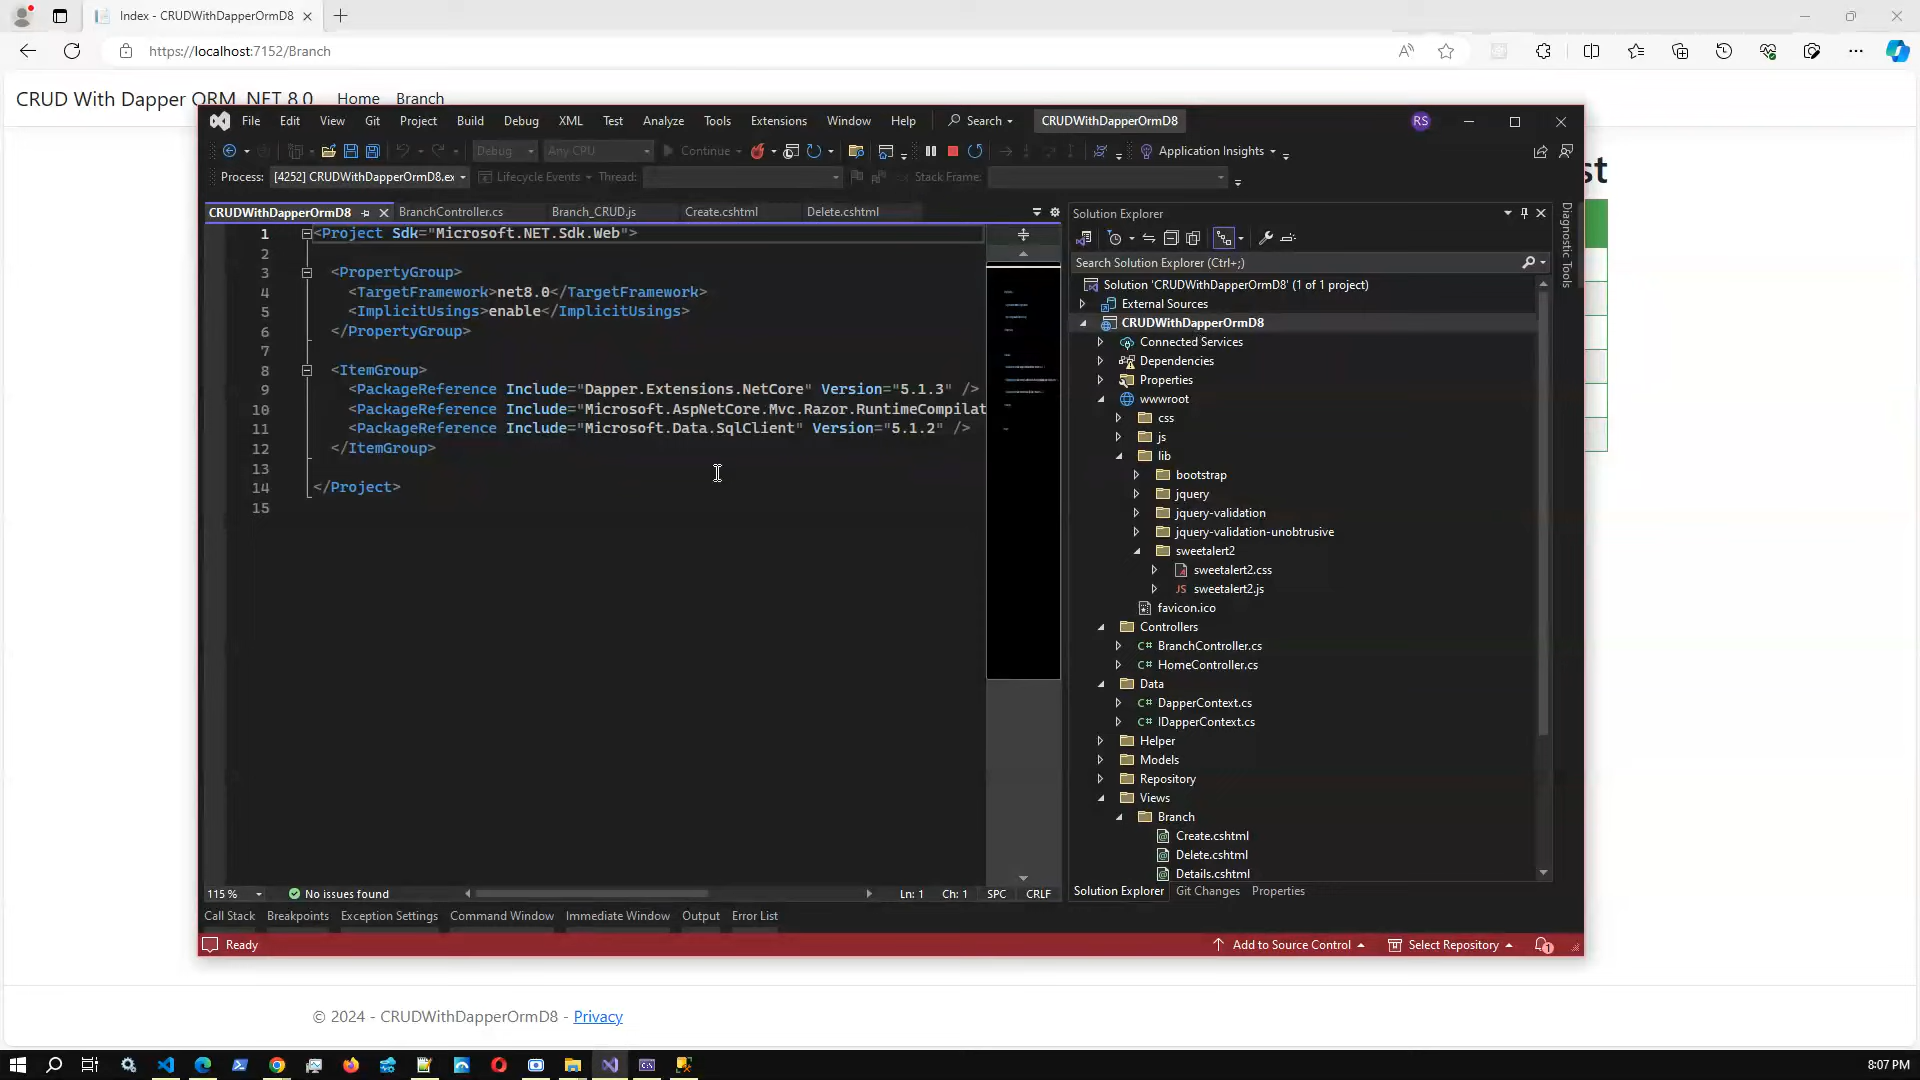 Index - CRUDWithDapperOrmD8
https://localhost:7152/Branch
CRUD With Dapper ORM .NET 8.0 Home Branch
File Edit View Git Project Build Debug XML Test Analyze Tools Extensions Window Help Search CRUDWithDapperOrmD8 RS
Debug Any CPU Continue Application Insights
Process: [4252] CRUDWithDapperOrmD8.ex Lifecycle Events Thread: Stack Frame:
st
CRUDWithDapperOrmD8 BranchController.cs Branch_CRUD.js Create.cshtml Delete.cshtml
1 <Project Sdk="Microsoft.NET.Sdk.Web">
2
3 <PropertyGroup>
4 <TargetFramework>net8.0</TargetFramework>
5 <ImplicitUsings>enable</ImplicitUsings>
6 </PropertyGroup>
7
8 <ItemGroup>
9 <PackageReference Include="Dapper.Extensions.NetCore" Version="5.1.3" />
10 <PackageReference Include="Microsoft.AspNetCore.Mvc.Razor.RuntimeCompilat
11 <PackageReference Include="Microsoft.Data.SqlClient" Version="5.1.2" />
12 </ItemGroup>
13
14 </Project>
15
115 % No issues found Ln: 1 Ch: 1 SPC CRLF
Solution Explorer
Search Solution Explorer (Ctrl+;)
Solution 'CRUDWithDapperOrmD8' (1 of 1 project)
External Sources
CRUDWithDapperOrmD8
Connected Services
Dependencies
Properties
wwwroot
css
js
lib
bootstrap
jquery
jquery-validation
jquery-validation-unobtrusive
sweetalert2
sweetalert2.css
JS sweetalert2.js
favicon.ico
Controllers
C# BranchController.cs
C# HomeController.cs
Data
C# DapperContext.cs
C# IDapperContext.cs
Helper
Models
Repository
Views
Branch
Create.cshtml
Delete.cshtml
Details.cshtml
Solution Explorer Git Changes Properties
Diagnostic Tools
Call Stack Breakpoints Exception Settings Command Window Immediate Window Output Error List
Ready Add to Source Control Select Repository 1
© 2024 - CRUDWithDapperOrmD8 - Privacy
8:07 PM